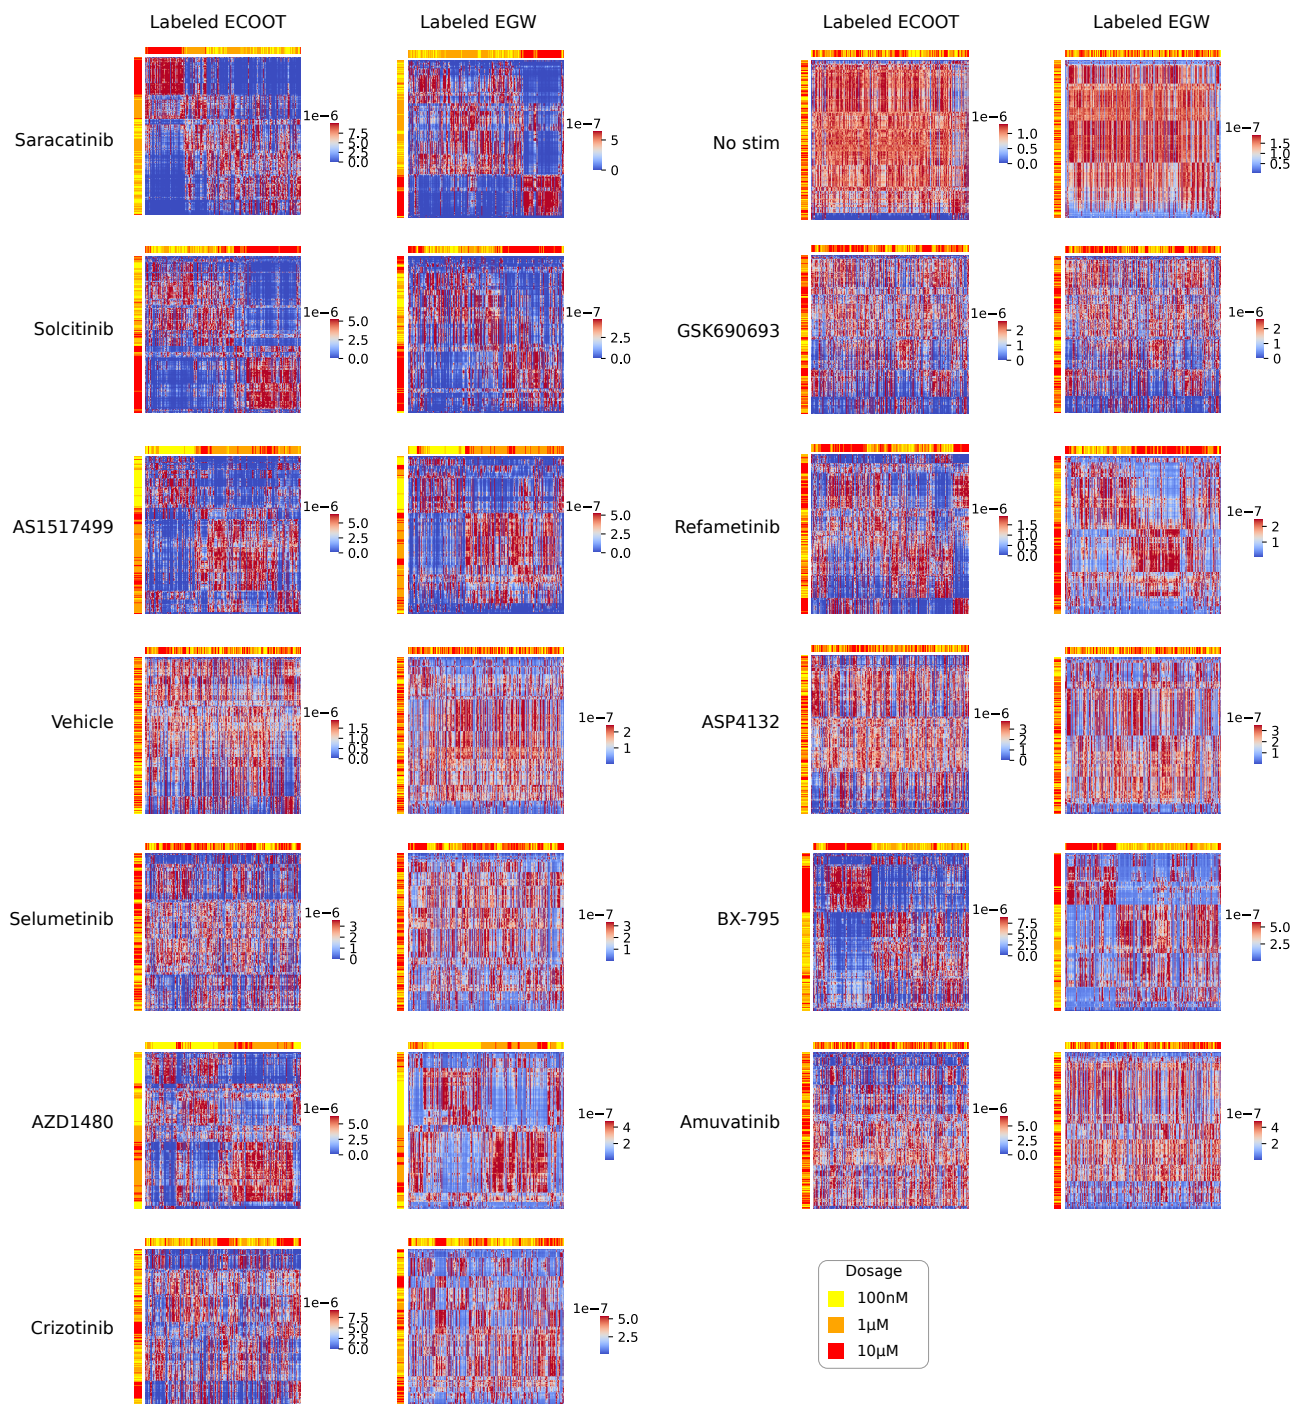 Labeled ECOOT
Labeled EGW
Labeled ECOOT
Labeled EGW
Saracatinib
1e−6
7.5
5.0
2.5
0.0
1e−7
5
0
No stim
1e−6
1.0
0.5
0.0
1e−7
1.5
1.0
0.5
Solcitinib
1e−6
5.0
2.5
0.0
1e−7
2.5
0.0
GSK690693
1e−6
2
1
0
1e−6
2
1
0
AS1517499
1e−6
5.0
2.5
0.0
1e−7
5.0
2.5
0.0
Refametinib
1e−6
1.5
1.0
0.5
0.0
1e−7
2
1
Vehicle
1e−6
1.5
1.0
0.5
0.0
1e−7
2
1
ASP4132
1e−6
3
2
1
0
1e−7
3
2
1
Selumetinib
1e−6
3
2
1
0
1e−7
3
2
1
BX-795
1e−6
7.5
5.0
2.5
0.0
1e−7
5.0
2.5
AZD1480
1e−6
5.0
2.5
0.0
1e−7
4
2
Amuvatinib
1e−6
5.0
2.5
0.0
1e−7
4
2
Crizotinib
1e−6
7.5
5.0
2.5
0.0
1e−7
5.0
2.5
Dosage
100nM
1μM
10μM